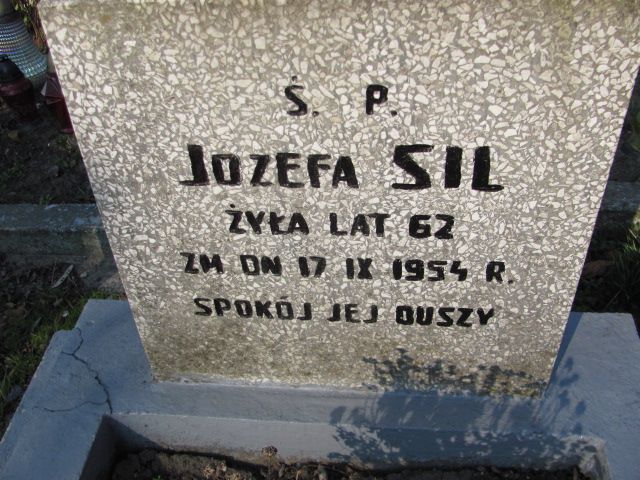 Ś. P.
JOZEFA SIL
ŻYŁA LAT 62
ZM DN 17 IX 1954 R.
SPOKÓJ JEJ DUSZY